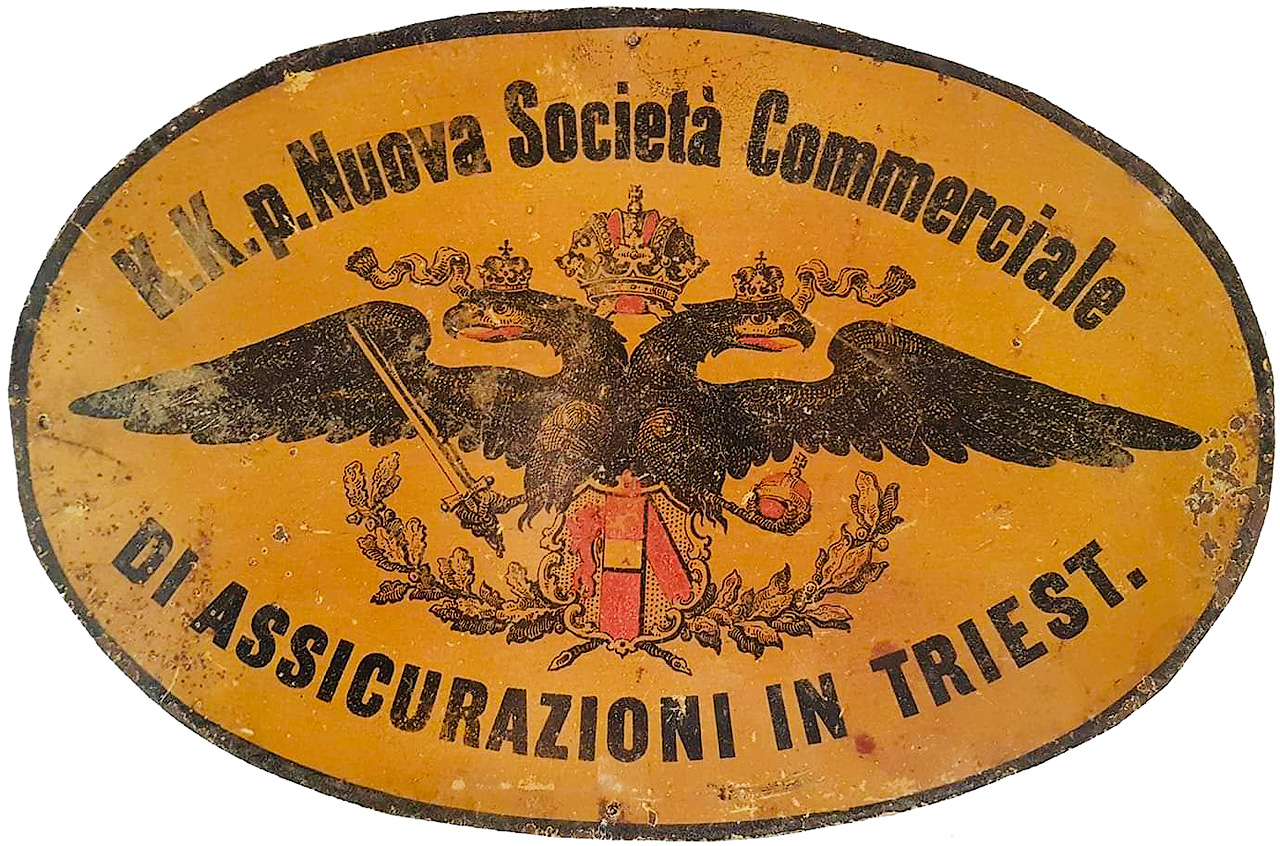 K.K.p. Nuova Società Commerciale
DI ASSICURAZIONI IN TRIEST.